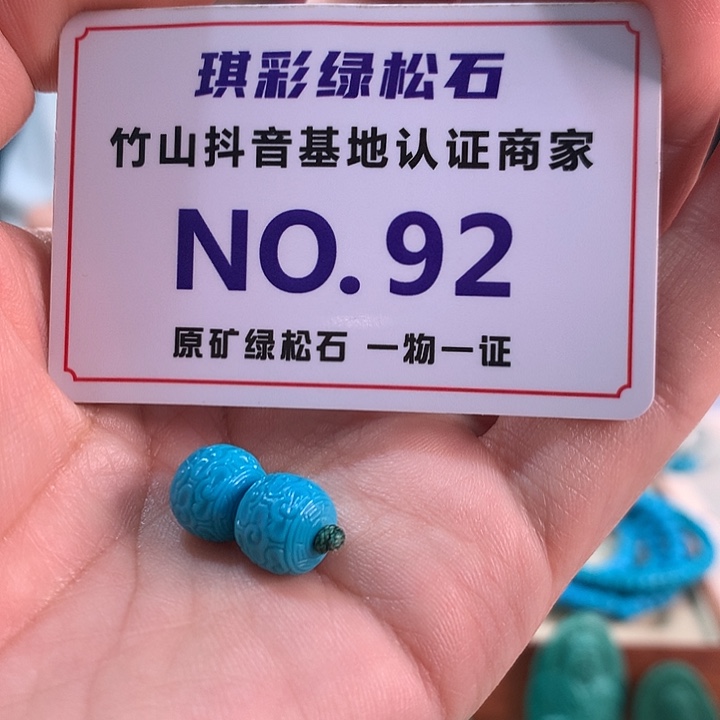 琪彩绿松石
竹山抖音基地认证商家
NO. 92
原矿绿松石 一物一证